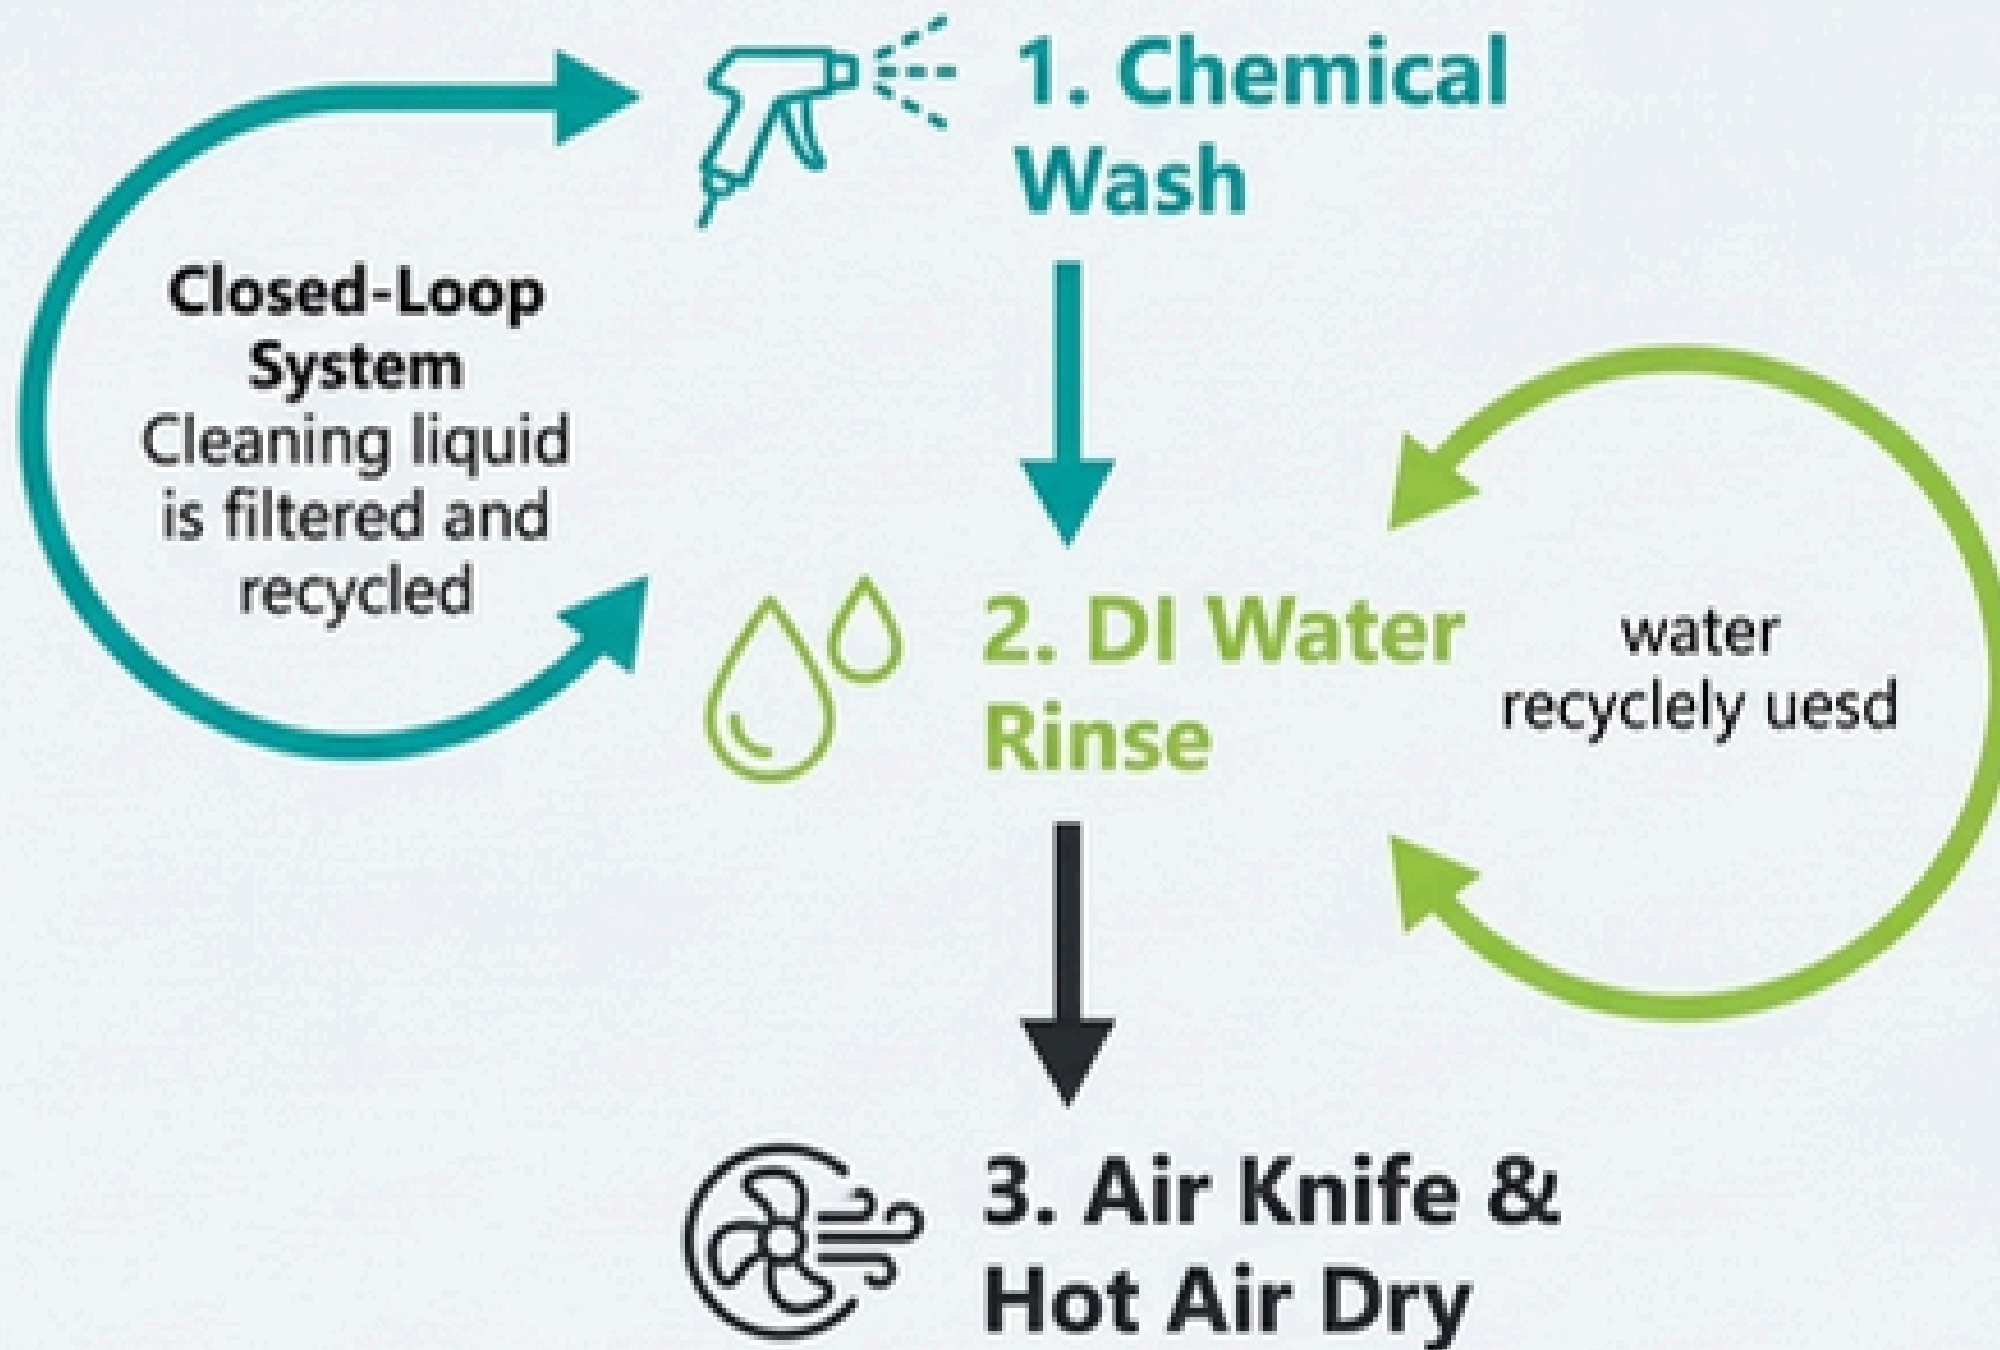 1. Chemical
Wash
Closed-Loop
System
Cleaning liquid
is filtered and
recycled
2. DI Water
Rinse
water
recyclely uesd
3. Air Knife &
Hot Air Dry